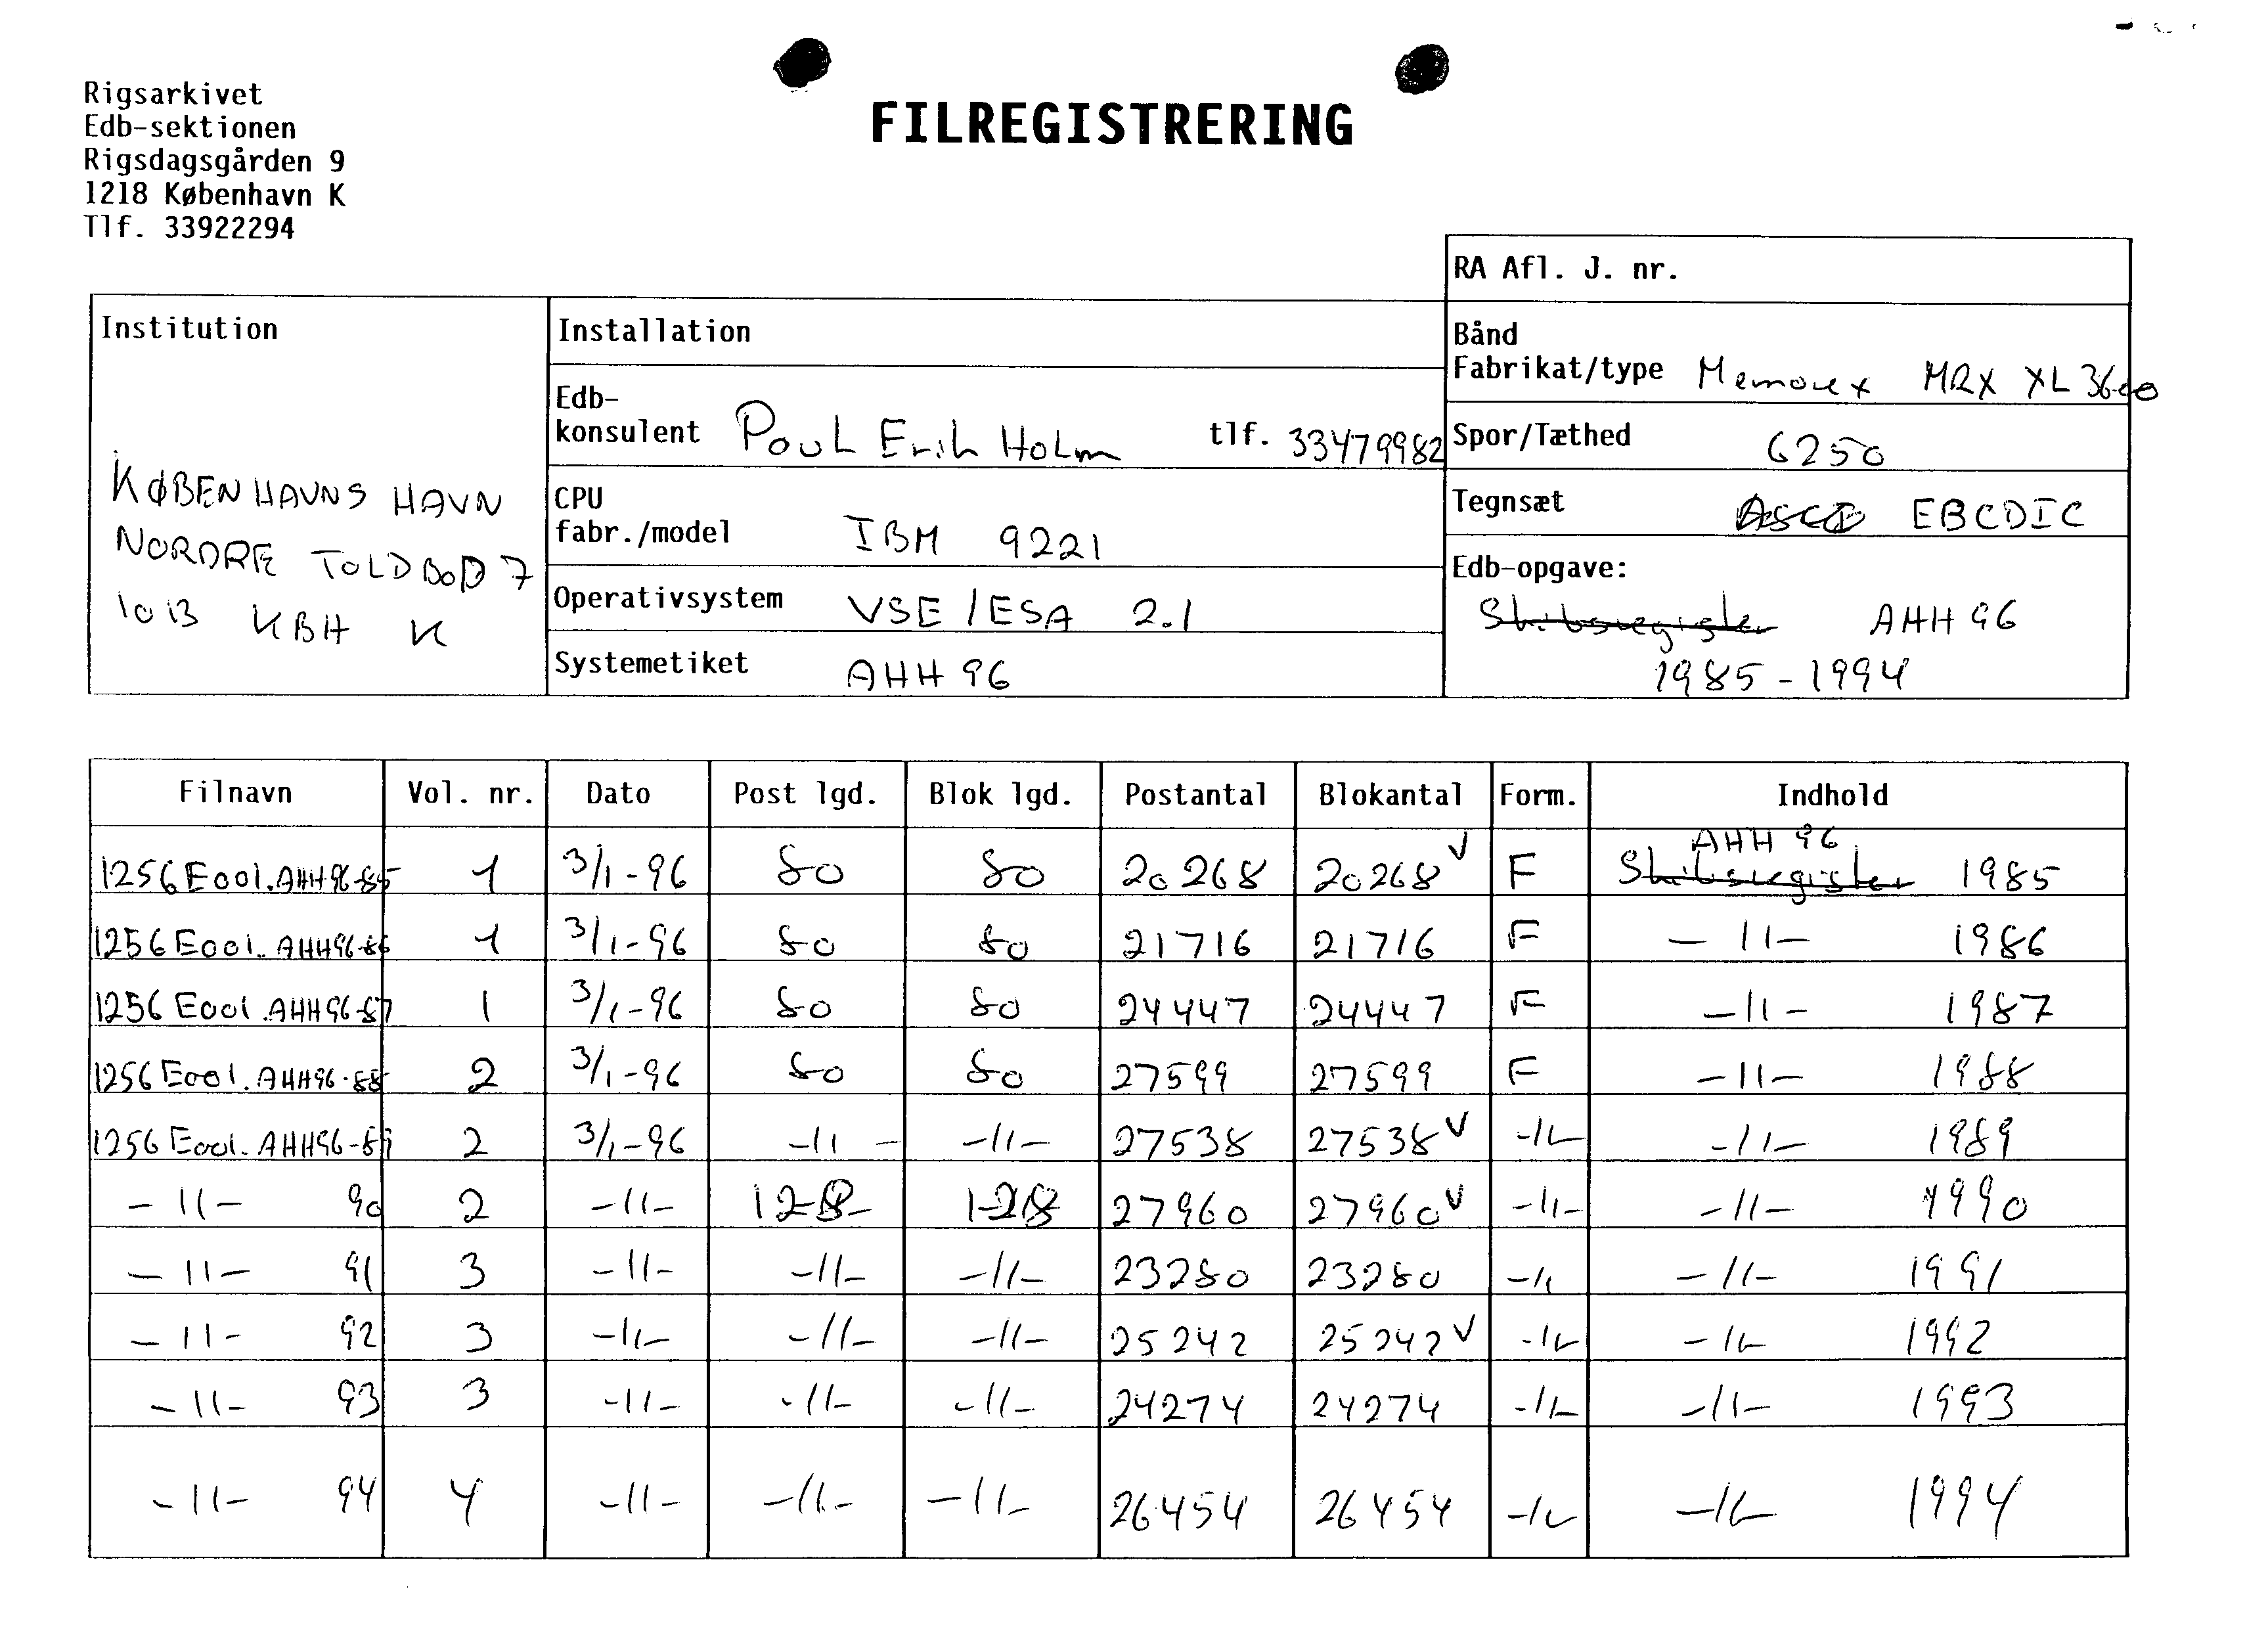 Rigsarkivet
Edb-sektionen
Rigsdagsgården 9
1218 København K
Tlf. 33922294
FILREGISTRERING
RA Afl. J. nr.
Institution
KØBENHAVNS HAVN
NORDRE TOLDBOD 7
1013 KBH K
Installation
Edb-
konsulent Poul Erik Holm tlf. 33479982
CPU
fabr./model IBM 9221
Operativsystem VSE/ESA 2.1
Systemetiket AHH 96
Bånd
Fabrikat/type Memorex MRX XL 3600
Spor/Tæthed 6250
Tegnsæt ASCII EBCDIC
Edb-opgave:
Skibsregister AHH 96
1985-1994
Filnavn Vol. nr. Dato Post lgd. Blok lgd. Postantal Blokantal Form. Indhold
AHH 96
1256E001.AHH96-85 1 3/1-96 80 80 20268 20268 V F Skibsregister 1985
1256E001.AHH96-86 1 3/1-96 80 80 21716 21716 F -11- 1986
1256E001.AHH96-87 1 3/1-96 80 80 24447 24447 F -11- 1987
1256E001.AHH96-88 2 3/1-96 80 80 27599 27599 F -11- 1988
1256E001.AHH96-89 2 3/1-96 -11- -11- 27538 27538 V -11- -11- 1989
-11- 90 2 -11- 128 128 27960 27960 V -11- -11- 1990
-11- 91 3 -11- -11- -11- 23280 23280 -11- -11- 1991
-11- 92 3 -11- -11- -11- 25242 25242 V -11- -11- 1992
-11- 93 3 -11- -11- -11- 24274 24274 -11- -11- 1993
-11- 94 4 -11- -11- -11- 26454 26454 -11- -11- 1994